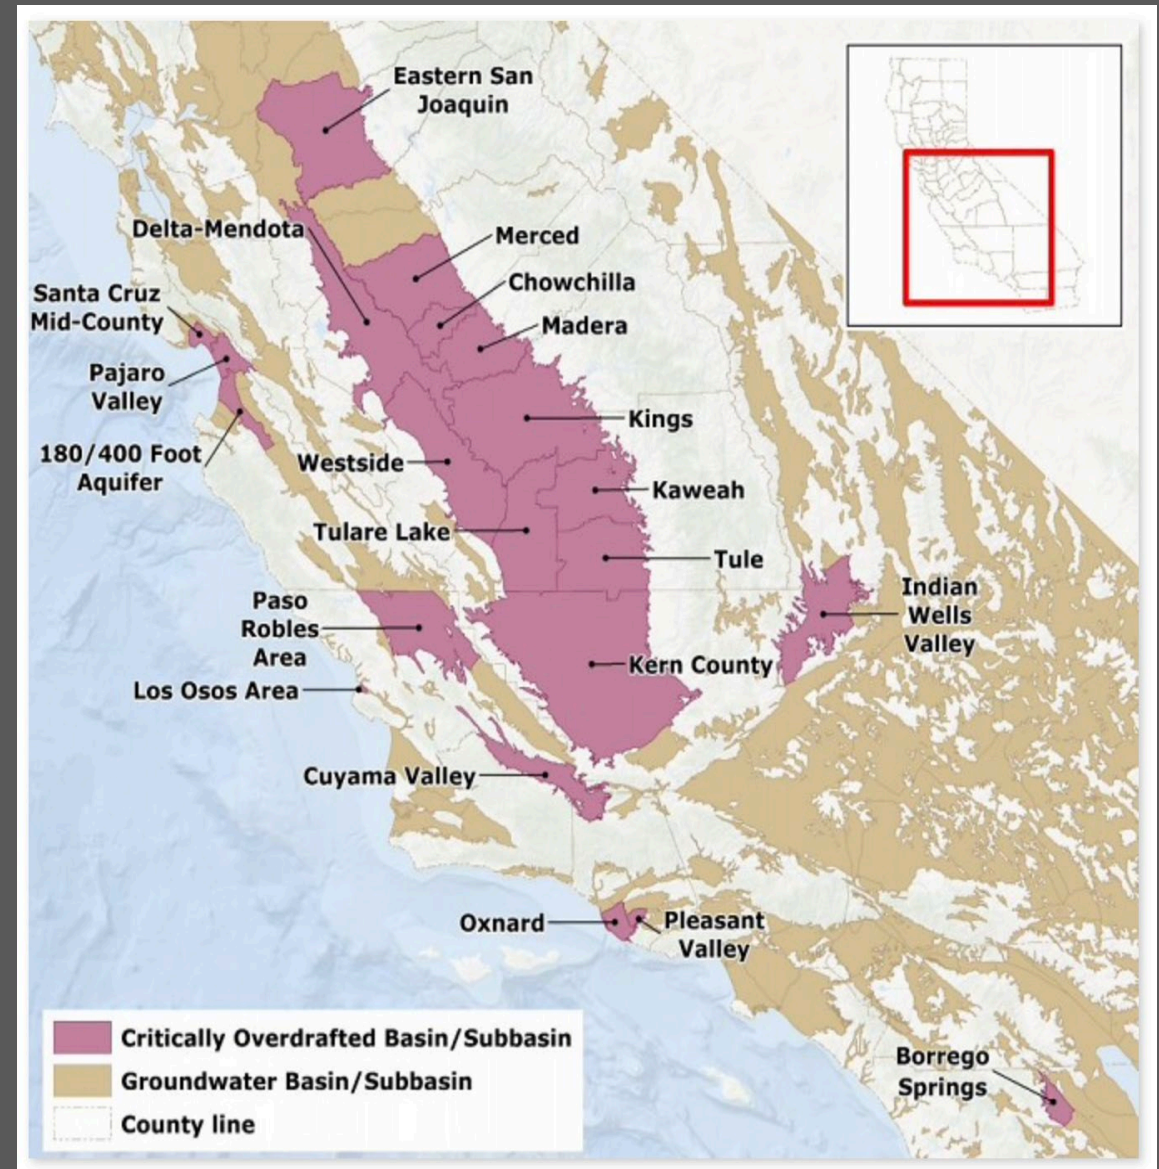 Eastern San
Joaquin
Delta-Mendota
Merced
Chowchilla
Santa Cruz
Mid-County
Madera
Pajaro
Valley
Kings
180/400 Foot
Aquifer
Westside
Kaweah
Tulare Lake
Tule
Indian
Wells
Valley
Paso
Robles
Area
Kern County
Los Osos Area
Cuyama Valley
Oxnard
Pleasant
Valley
Borrego
Springs
Critically Overdrafted Basin/Subbasin
Groundwater Basin/Subbasin
County line